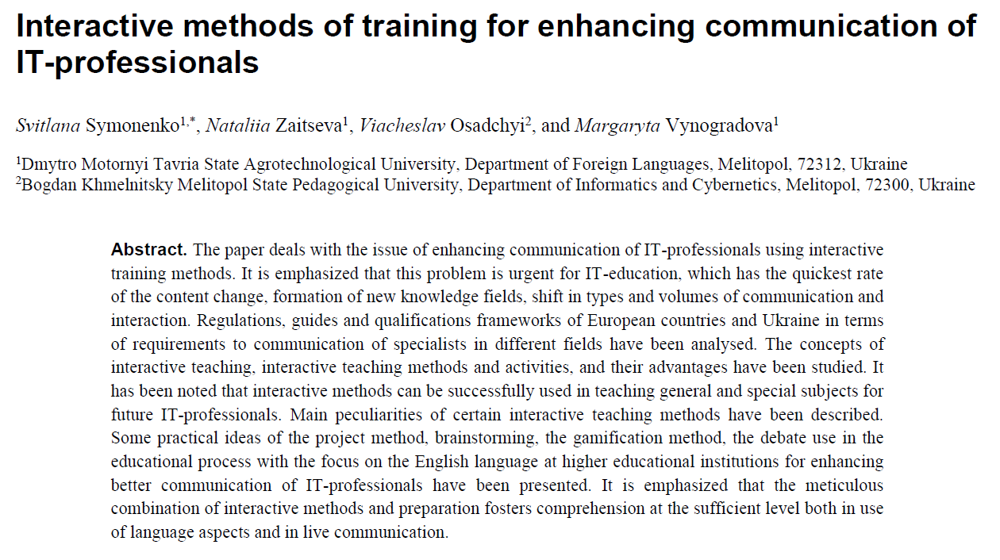 Interactive methods of training for enhancing communication of
IT-professionals
Svitlana Symonenko1,*, Nataliia Zaitseva1, Viacheslav Osadchyi2, and Margaryta Vynogradova1
1Dmytro Motornyi Tavria State Agrotechnological University, Department of Foreign Languages, Melitopol, 72312, Ukraine
2Bogdan Khmelnitsky Melitopol State Pedagogical University, Department of Informatics and Cybernetics, Melitopol, 72300, Ukraine
Abstract. The paper deals with the issue of enhancing communication of IT-professionals using interactive
training methods. It is emphasized that this problem is urgent for IT-education, which has the quickest rate
of the content change, formation of new knowledge fields, shift in types and volumes of communication and
interaction. Regulations, guides and qualifications frameworks of European countries and Ukraine in terms
of requirements to communication of specialists in different fields have been analysed. The concepts of
interactive teaching, interactive teaching methods and activities, and their advantages have been studied. It
has been noted that interactive methods can be successfully used in teaching general and special subjects for
future IT-professionals. Main peculiarities of certain interactive teaching methods have been described.
Some practical ideas of the project method, brainstorming, the gamification method, the debate use in the
educational process with the focus on the English language at higher educational institutions for enhancing
better communication of IT-professionals have been presented. It is emphasized that the meticulous
combination of interactive methods and preparation fosters comprehension at the sufficient level both in use
of language aspects and in live communication.